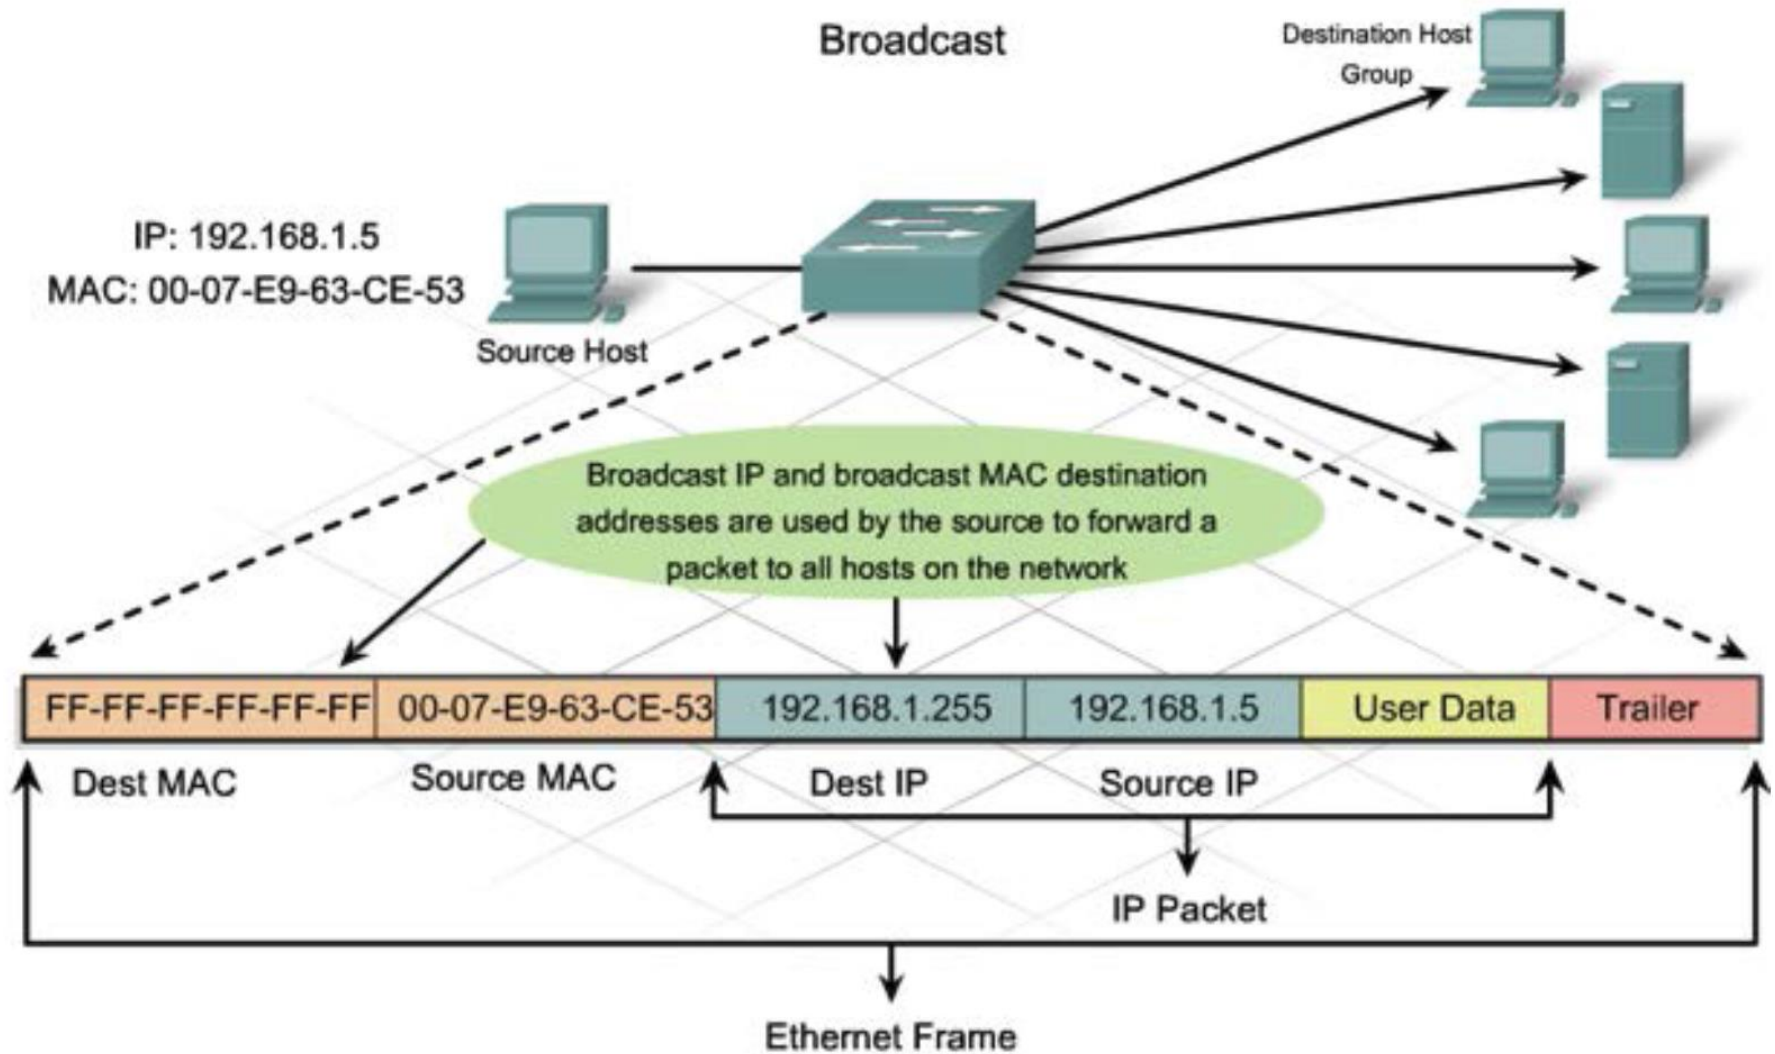 Broadcast
Destination Host
Group
IP: 192.168.1.5
MAC: 00-07-E9-63-CE-53
Source Host
Broadcast IP and broadcast MAC destination
addresses are used by the source to forward a
packet to all hosts on the network
FF-FF-FF-FF-FF-FF 00-07-E9-63-CE-53 192.168.1.255 192.168.1.5 User Data Trailer
Dest MAC Source MAC Dest IP Source IP
IP Packet
Ethernet Frame